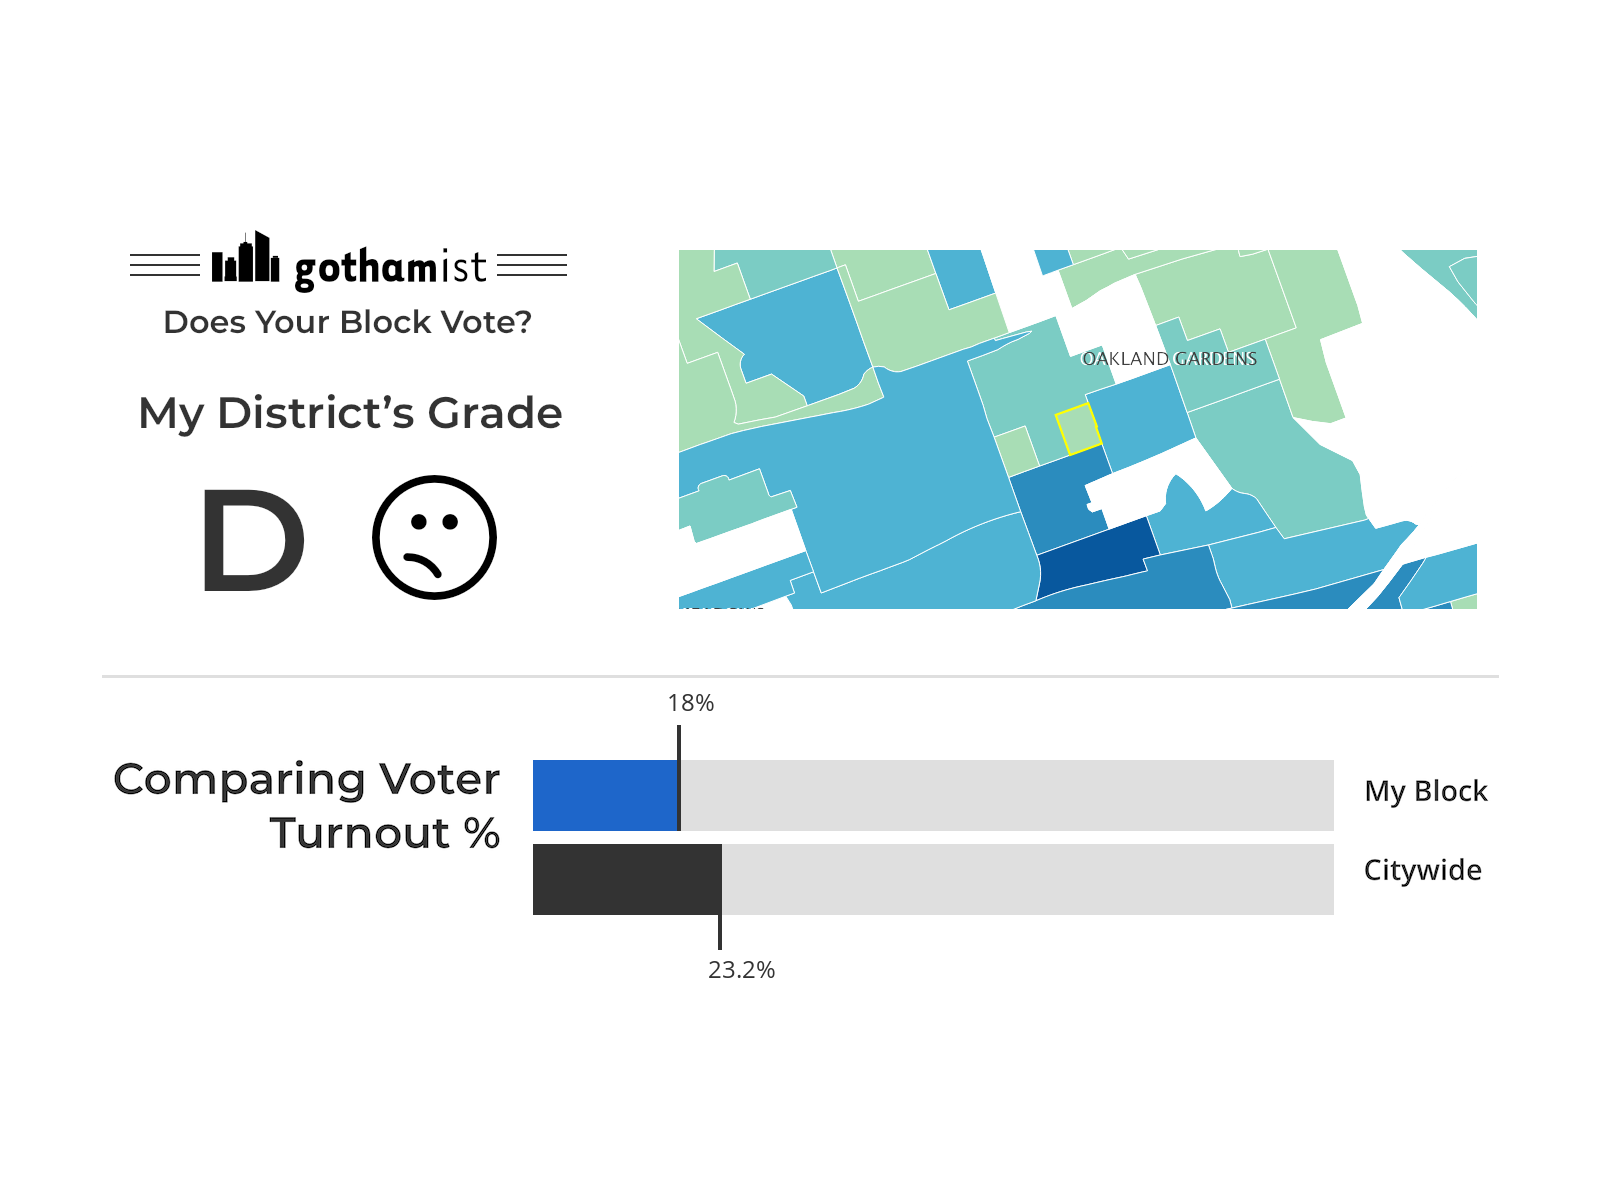 gothamist
Does Your Block Vote?
My District's Grade
D
OAKLAND GARDENS
18%
Comparing Voter
Turnout %
My Block
Citywide
23.2%